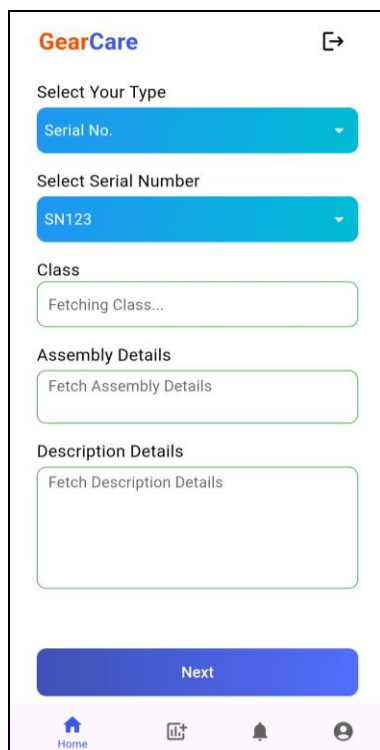 GearCare
Select Your Type
Serial No.
Select Serial Number
SN123
Class
Fetching Class...
Assembly Details
Fetch Assembly Details
Description Details
Fetch Description Details
Next
Home